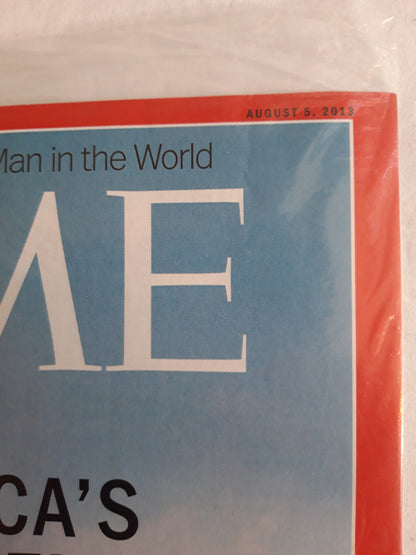 AUGUST 5, 2013
Man in the World
ME
CA'S